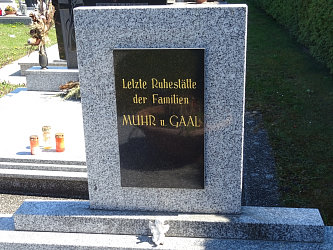 Letzte Ruhestätte
der Familien
MUHR u. GAAL